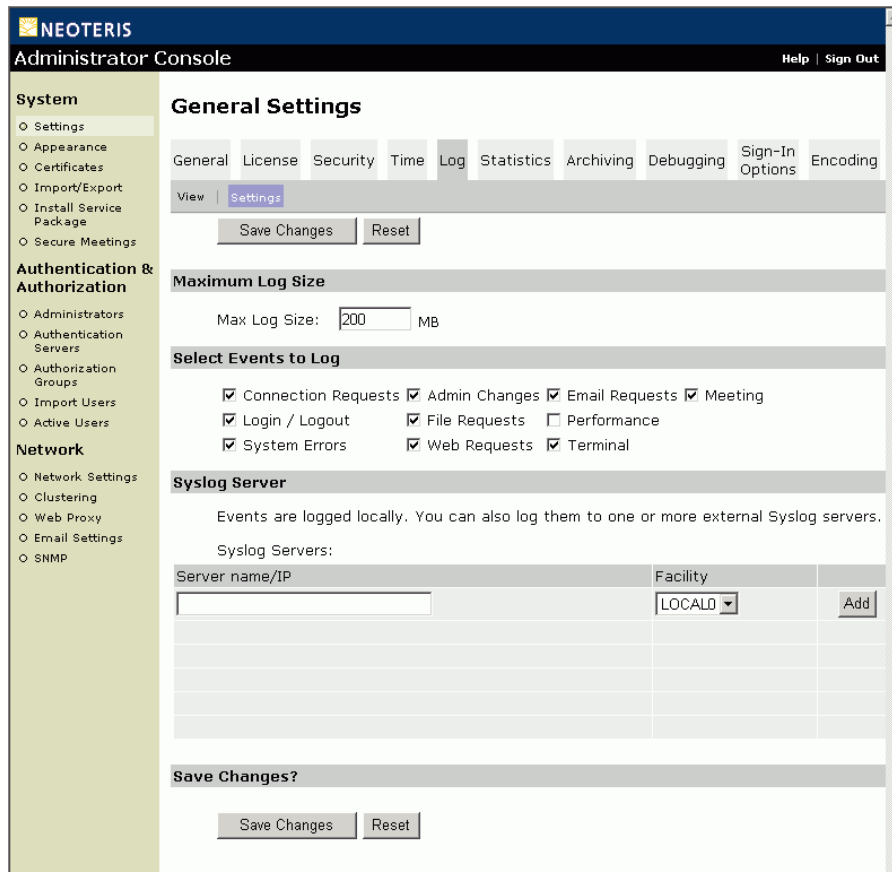 NEOTERIS
Administrator Console
Help | Sign Out
System
Settings
Appearance
Certificates
Import/Export
Install Service
Package
Secure Meetings
Authentication &
Authorization
Administrators
Authentication
Servers
Authorization
Groups
Import Users
Active Users
Network
Network Settings
Clustering
Web Proxy
Email Settings
SNMP
General Settings
General License Security Time Log Statistics Archiving Debugging Sign-In Options Encoding
View | Settings
Save Changes Reset
Maximum Log Size
Max Log Size: 200 MB
Select Events to Log
Connection Requests Admin Changes Email Requests Meeting
Login / Logout File Requests Performance
System Errors Web Requests Terminal
Syslog Server
Events are logged locally. You can also log them to one or more external Syslog servers.
Syslog Servers:
Server name/IP Facility
LOCAL0 Add
Save Changes?
Save Changes Reset